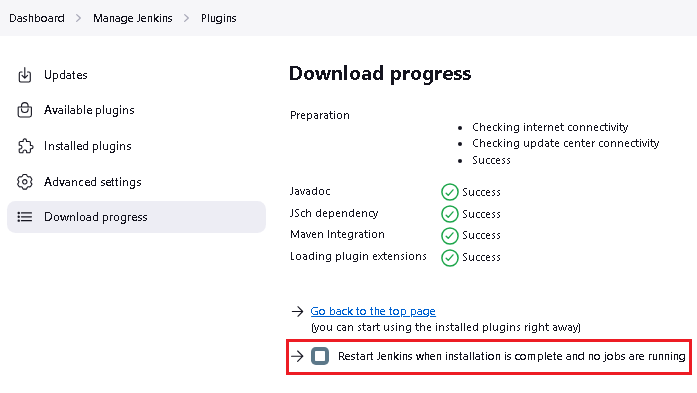 Dashboard > Manage Jenkins > Plugins
Updates
Available plugins
Installed plugins
Advanced settings
Download progress
Download progress
Preparation
• Checking internet connectivity
• Checking update center connectivity
• Success
Javadoc Success
JSch dependency Success
Maven Integration Success
Loading plugin extensions Success
→ Go back to the top page
(you can start using the installed plugins right away)
→ Restart Jenkins when installation is complete and no jobs are running